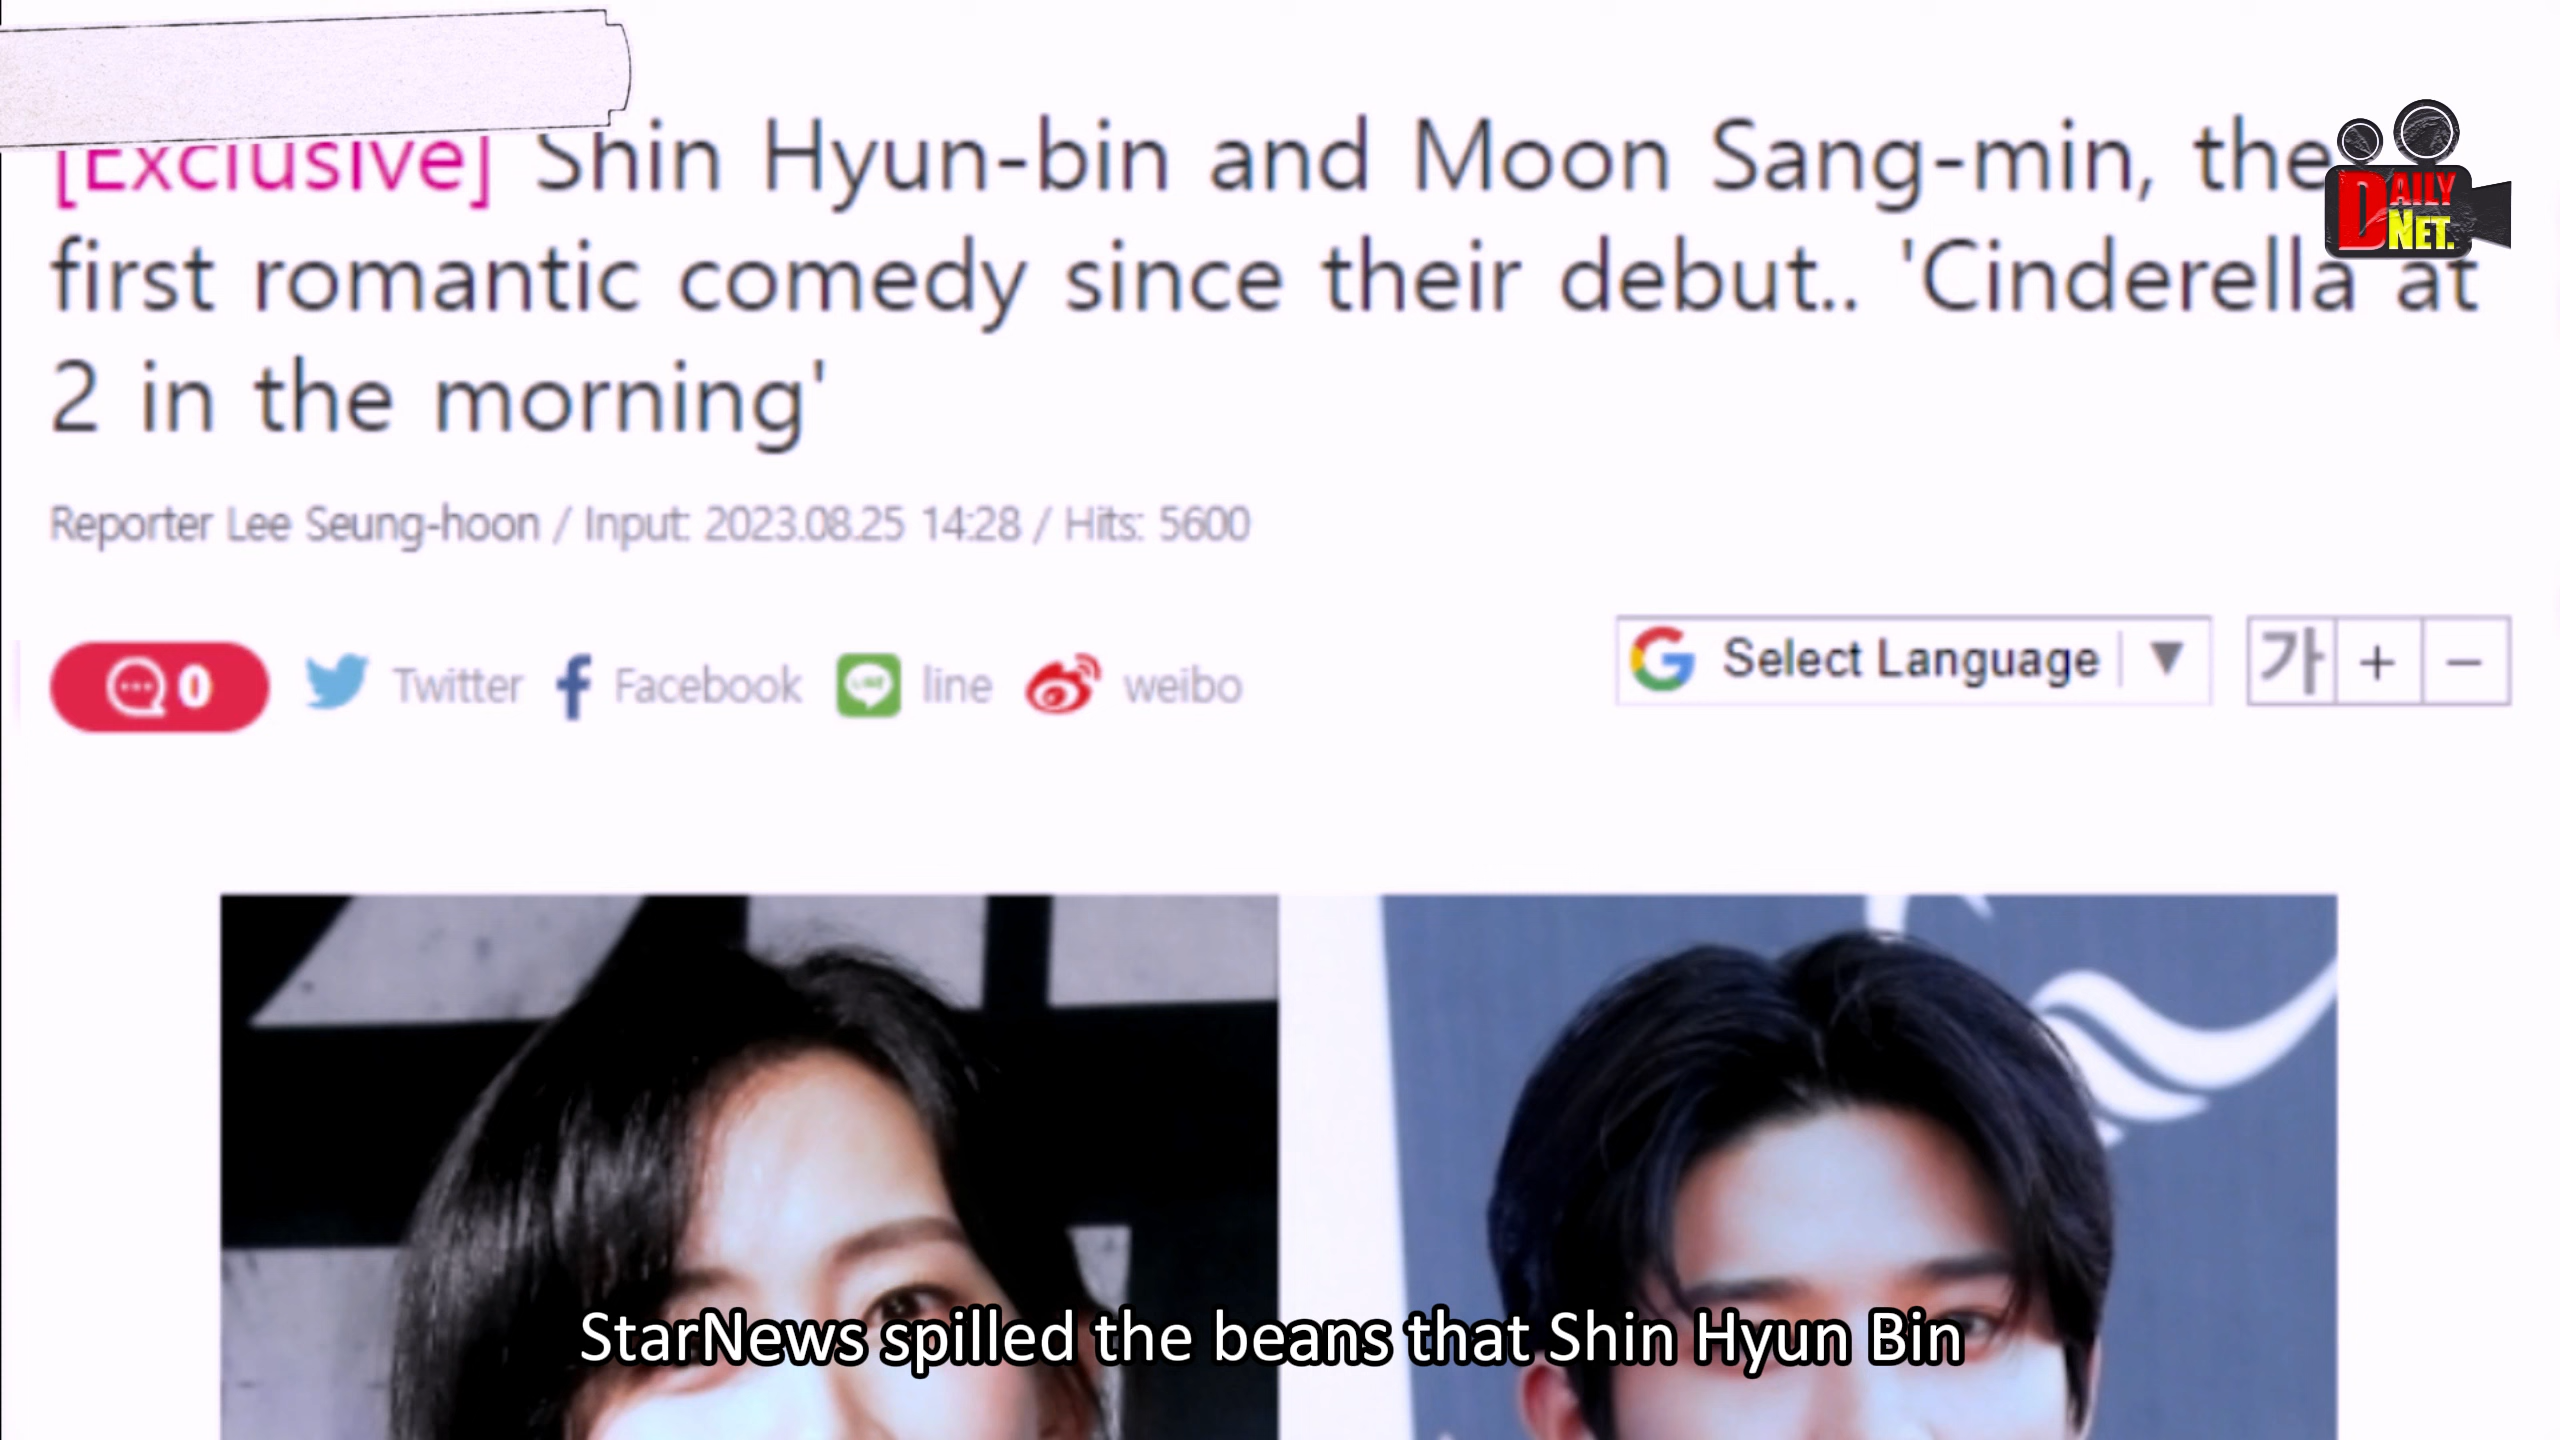 [Exclusive] Shin Hyun-bin and Moon Sang-min, the
first romantic comedy since their debut.. 'Cinderella at
2 in the morning'
DAILY
NET.
Reporter Lee Seung-hoon / Input: 2023.08.25 14:28 / Hits: 5600
0 Twitter Facebook LINE line weibo Select Language ▼ 가 + −
StarNews spilled the beans that Shin Hyun Bin